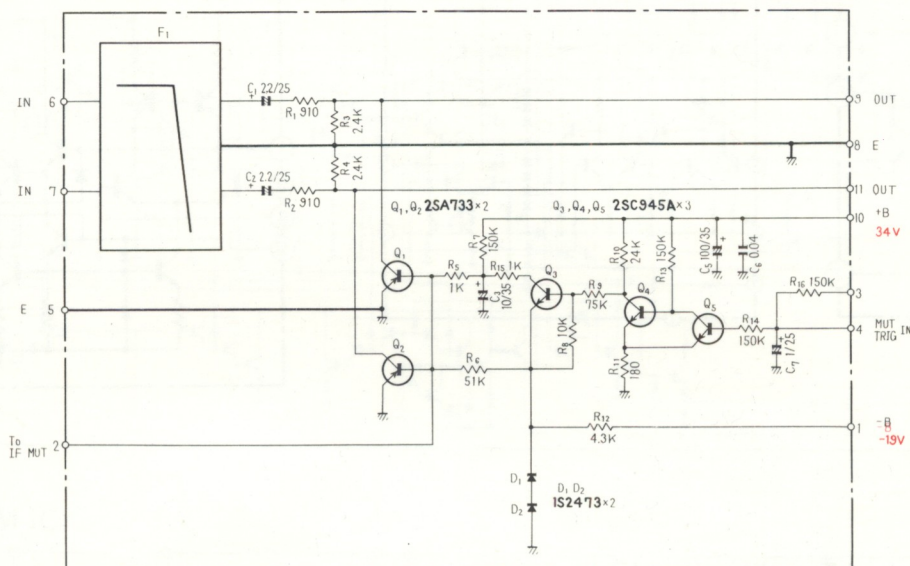 F1
IN 6
C1 2.2/25
R1 910
R3 2.4K
9 OUT
8 E
R4 2.4K
IN 7
C2 2.2/25
R2 910
11 OUT
Q1, Q2 2SA733×2
Q3, Q4, Q5 2SC945A×3
10 +B
34V
R7 150K
R10 24K
R13 150K
C5 100/35
C6 0.04
Q1
R5 1K
R15 1K
Q3
C3 10/35
R9 75K
Q4
Q5
R16 150K
3
E 5
R8 10K
R14 150K
4 MUT TRIG IN
C7 1/25
Q2
R6 51K
R11 180
R12 4.3K
1 -B
-B
-19V
To IF MUT 2
D1
D2
D1 D2
1S2473×2